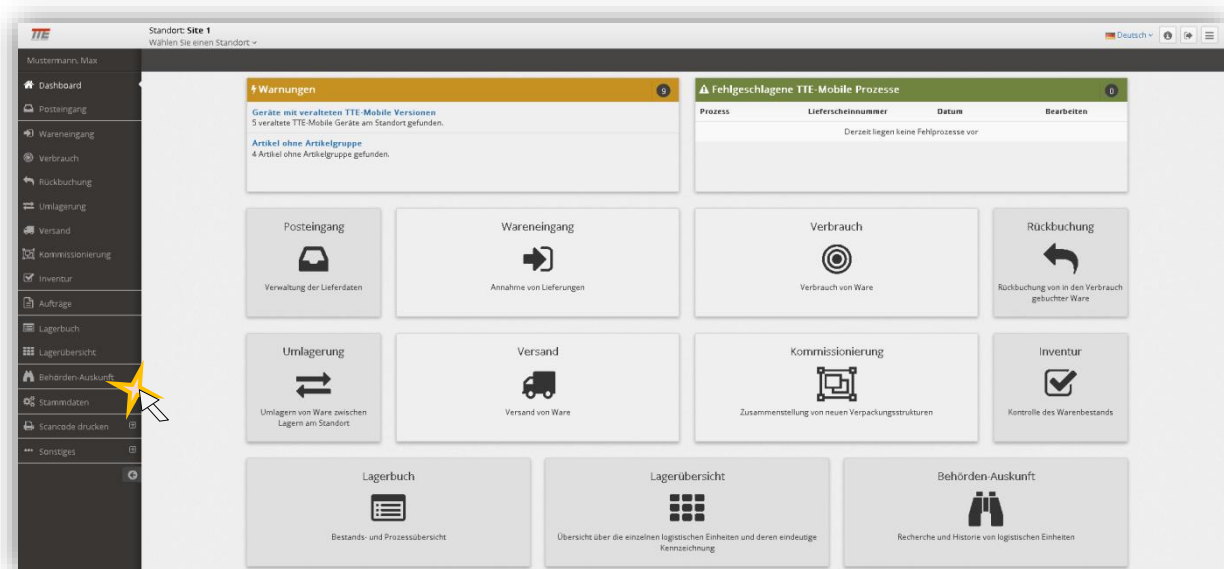 TTE
Standort: Site 1
Wählen Sie einen Standort
Deutsch
Mustermann, Max
Dashboard
Posteingang
Wareneingang
Verbrauch
Rückbuchung
Umlagerung
Versand
Kommissionierung
Inventur
Aufträge
Lagerbuch
Lagerübersicht
Behörden-Auskunft
Stammdaten
Scancode drucken
Sonstiges
Warnungen
9
Geräte mit veralteten TTE-Mobile Versionen
5 veraltete TTE-Mobile Geräte am Standort gefunden.
Artikel ohne Artikelgruppe
4 Artikel ohne Artikelgruppe gefunden.
Fehlgeschlagene TTE-Mobile Prozesse
0
Prozess Lieferscheinnummer Datum Bearbeiten
Derzeit liegen keine Fehlprozesse vor
Posteingang
Verwaltung der Lieferdaten
Wareneingang
Annahme von Lieferungen
Verbrauch
Verbrauch von Ware
Rückbuchung
Rückbuchung von in den Verbrauch
gebuchter Ware
Umlagerung
Umlagern von Ware zwischen
Lagern am Standort
Versand
Versand von Ware
Kommissionierung
Zusammenstellung von neuen Verpackungsstrukturen
Inventur
Kontrolle des Warenbestands
Lagerbuch
Bestands- und Prozessübersicht
Lagerübersicht
Übersicht über die einzelnen logistischen Einheiten und deren eindeutige
Kennzeichnung
Behörden-Auskunft
Recherche und Historie von logistischen Einheiten